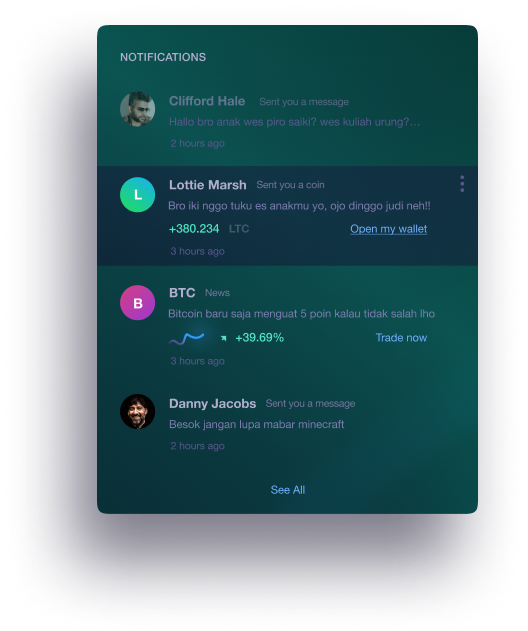 NOTIFICATIONS
Clifford Hale Sent you a message
Hallo bro anak wes piro saiki? wes kuliah urung?...
2 hours ago
L Lottie Marsh Sent you a coin
Bro iki nggo tuku es anakmu yo, ojo dinggo judi neh!!
+380.234 LTC Open my wallet
3 hours ago
B BTC News
Bitcoin baru saja menguat 5 poin kalau tidak salah lho
+39.69% Trade now
3 hours ago
Danny Jacobs Sent you a message
Besok jangan lupa mabar minecraft
2 hours ago
See All